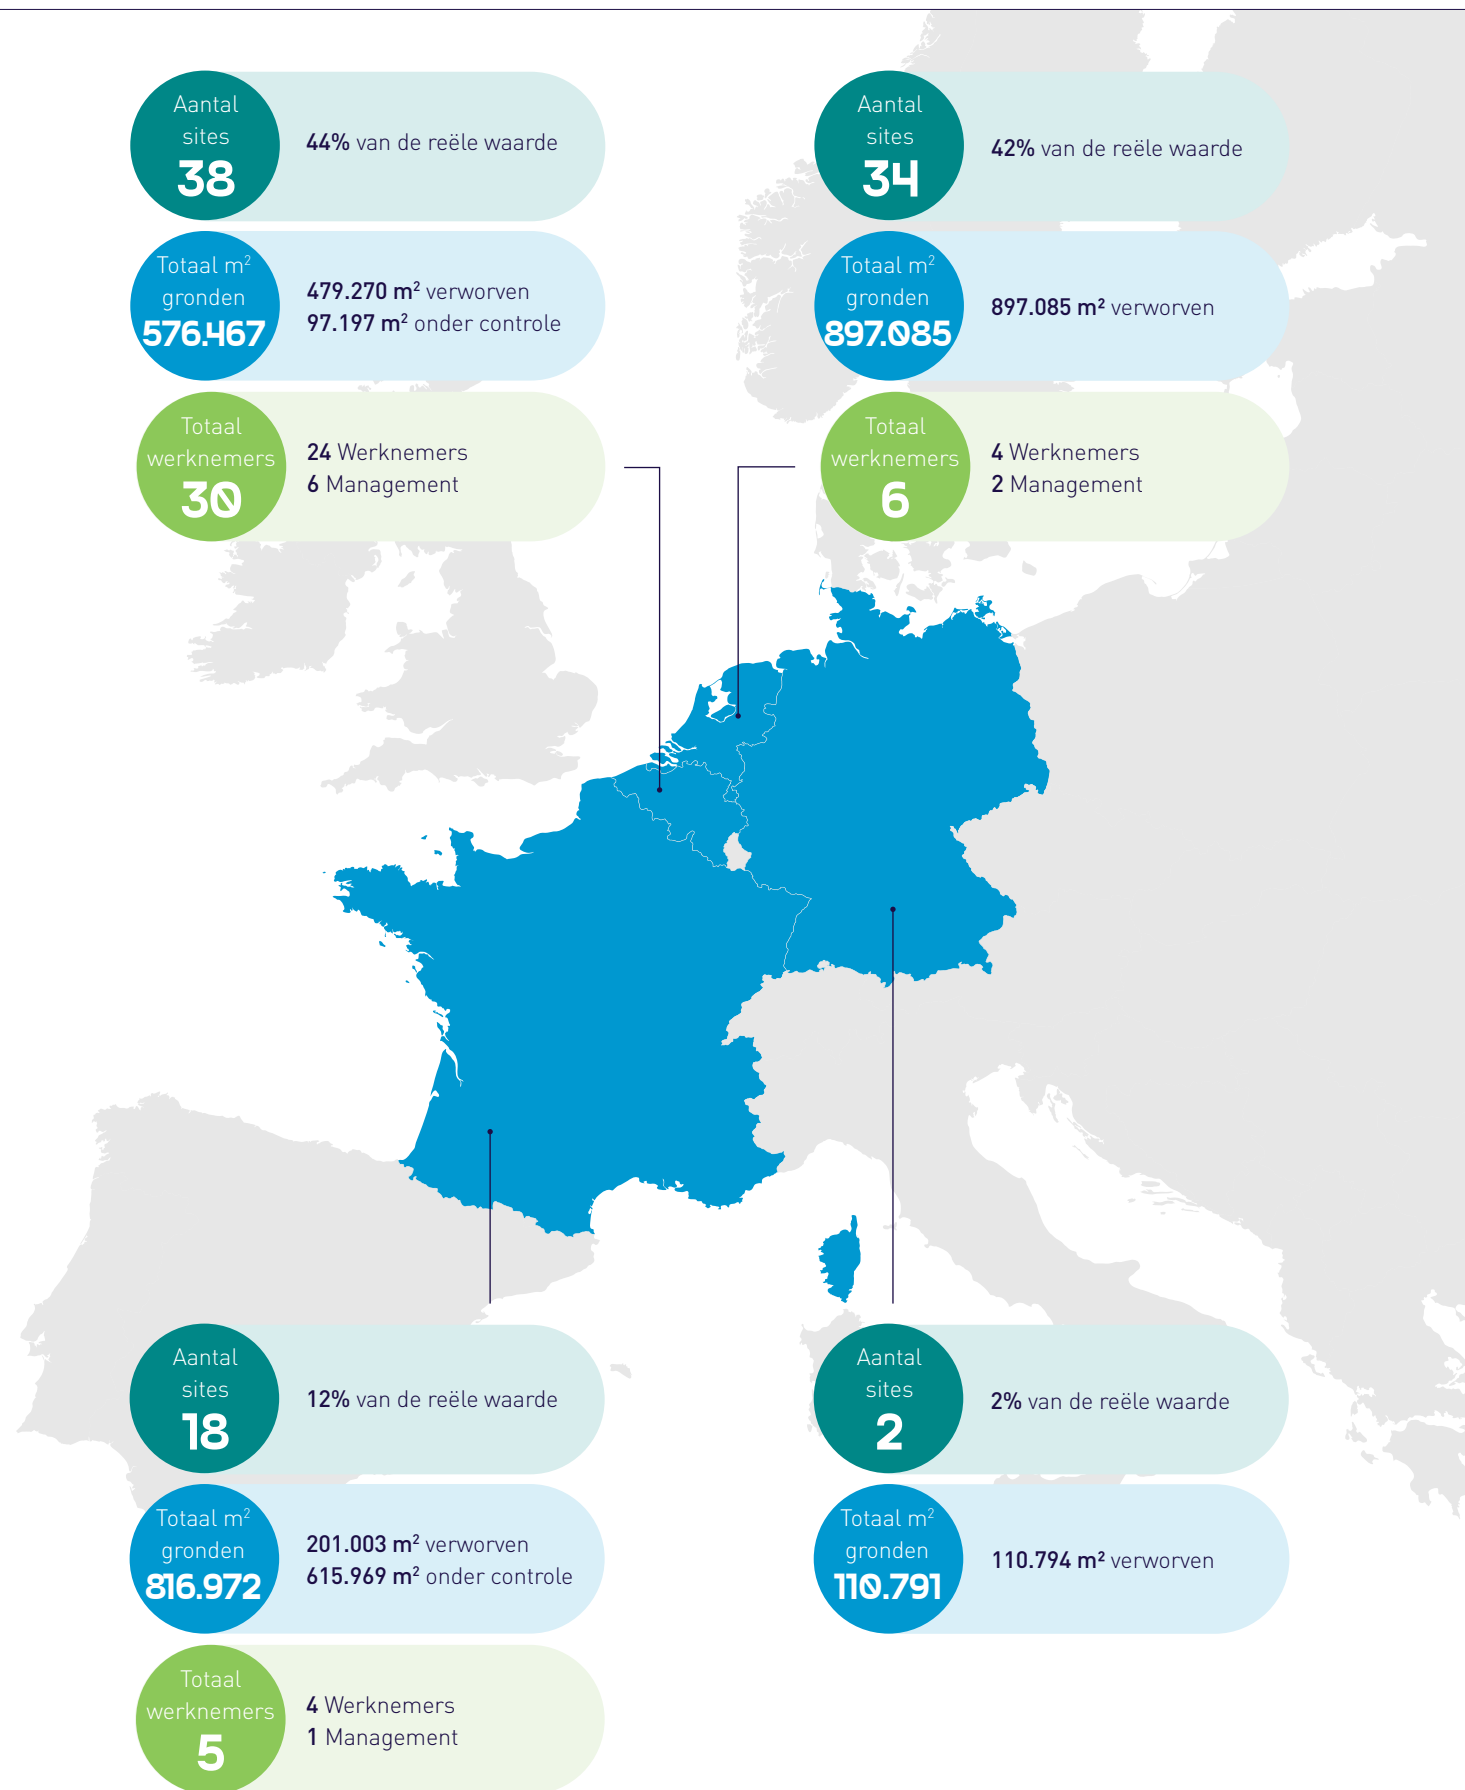 Aantal
sites
38
44% van de reële waarde
Totaal m²
gronden
576.467
479.270 m² verworven
97.197 m² onder controle
Totaal
werknemers
30
24 Werknemers
6 Management
Aantal
sites
34
42% van de reële waarde
Totaal m²
gronden
897.085
897.085 m² verworven
Totaal
werknemers
6
4 Werknemers
2 Management
Aantal
sites
18
12% van de reële waarde
Totaal m²
gronden
816.972
201.003 m² verworven
615.969 m² onder controle
Totaal
werknemers
5
4 Werknemers
1 Management
Aantal
sites
2
2% van de reële waarde
Totaal m²
gronden
110.791
110.794 m² verworven